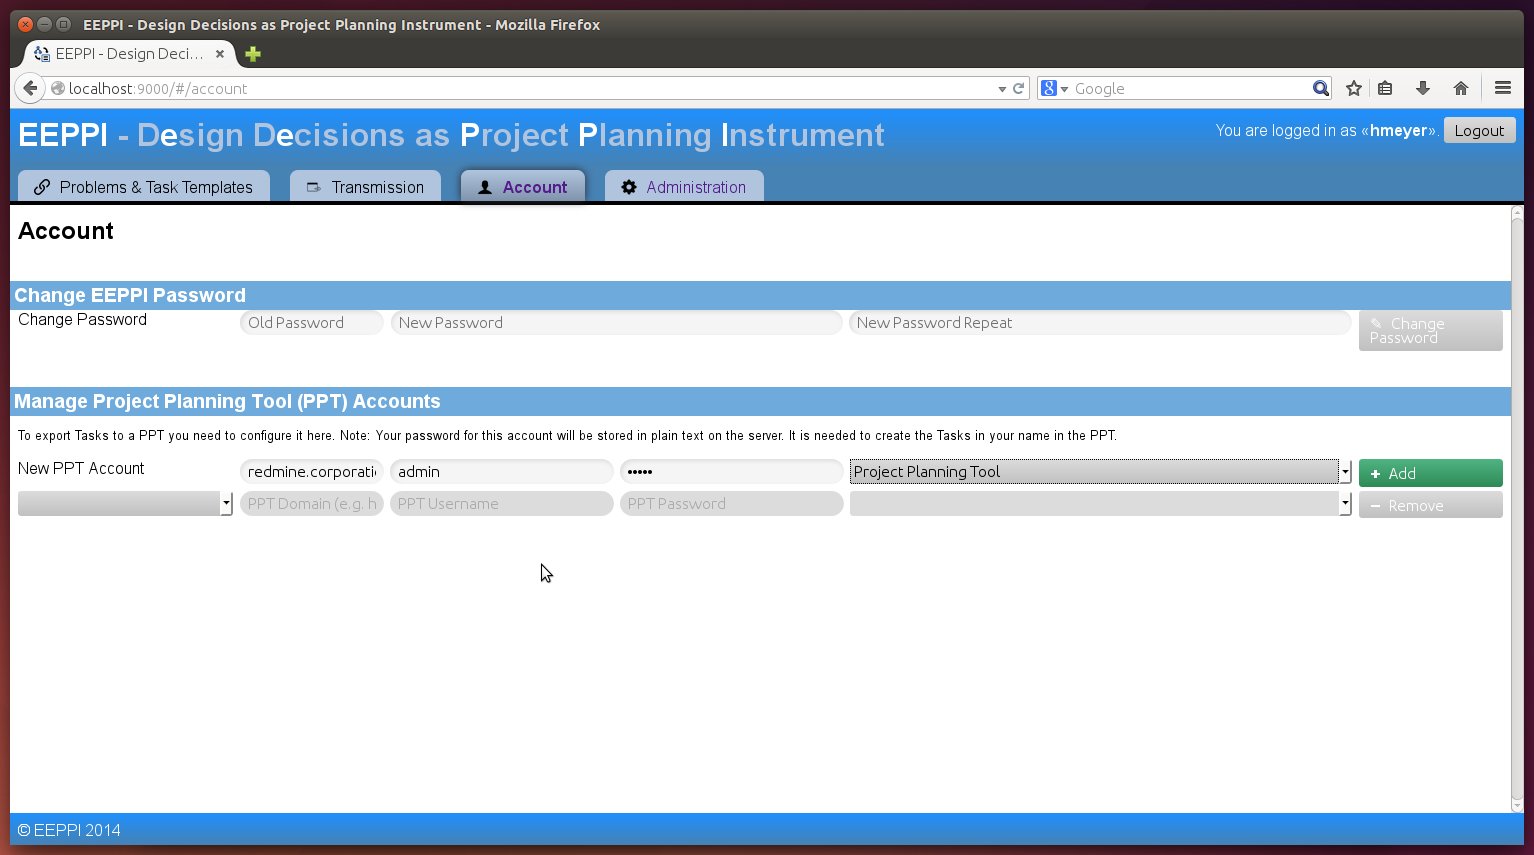 EEPPI - Design Decisions as Project Planning Instrument - Mozilla Firefox
EEPPI - Design Deci...
localhost:9000/#/account
Google
EEPPI - Design Decisions as Project Planning Instrument
You are logged in as «hmeyer». Logout
Problems & Task Templates Transmission Account Administration
Account
Change EEPPI Password
Change Password Old Password New Password New Password Repeat ✎ Change
Password
Manage Project Planning Tool (PPT) Accounts
To export Tasks to a PPT you need to configure it here. Note: Your password for this account will be stored in plain text on the server. It is needed to create the Tasks in your name in the PPT.
New PPT Account redmine.corporati admin ••••• Project Planning Tool + Add
PPT Domain (e.g. h PPT Username PPT Password − Remove
© EEPPI 2014